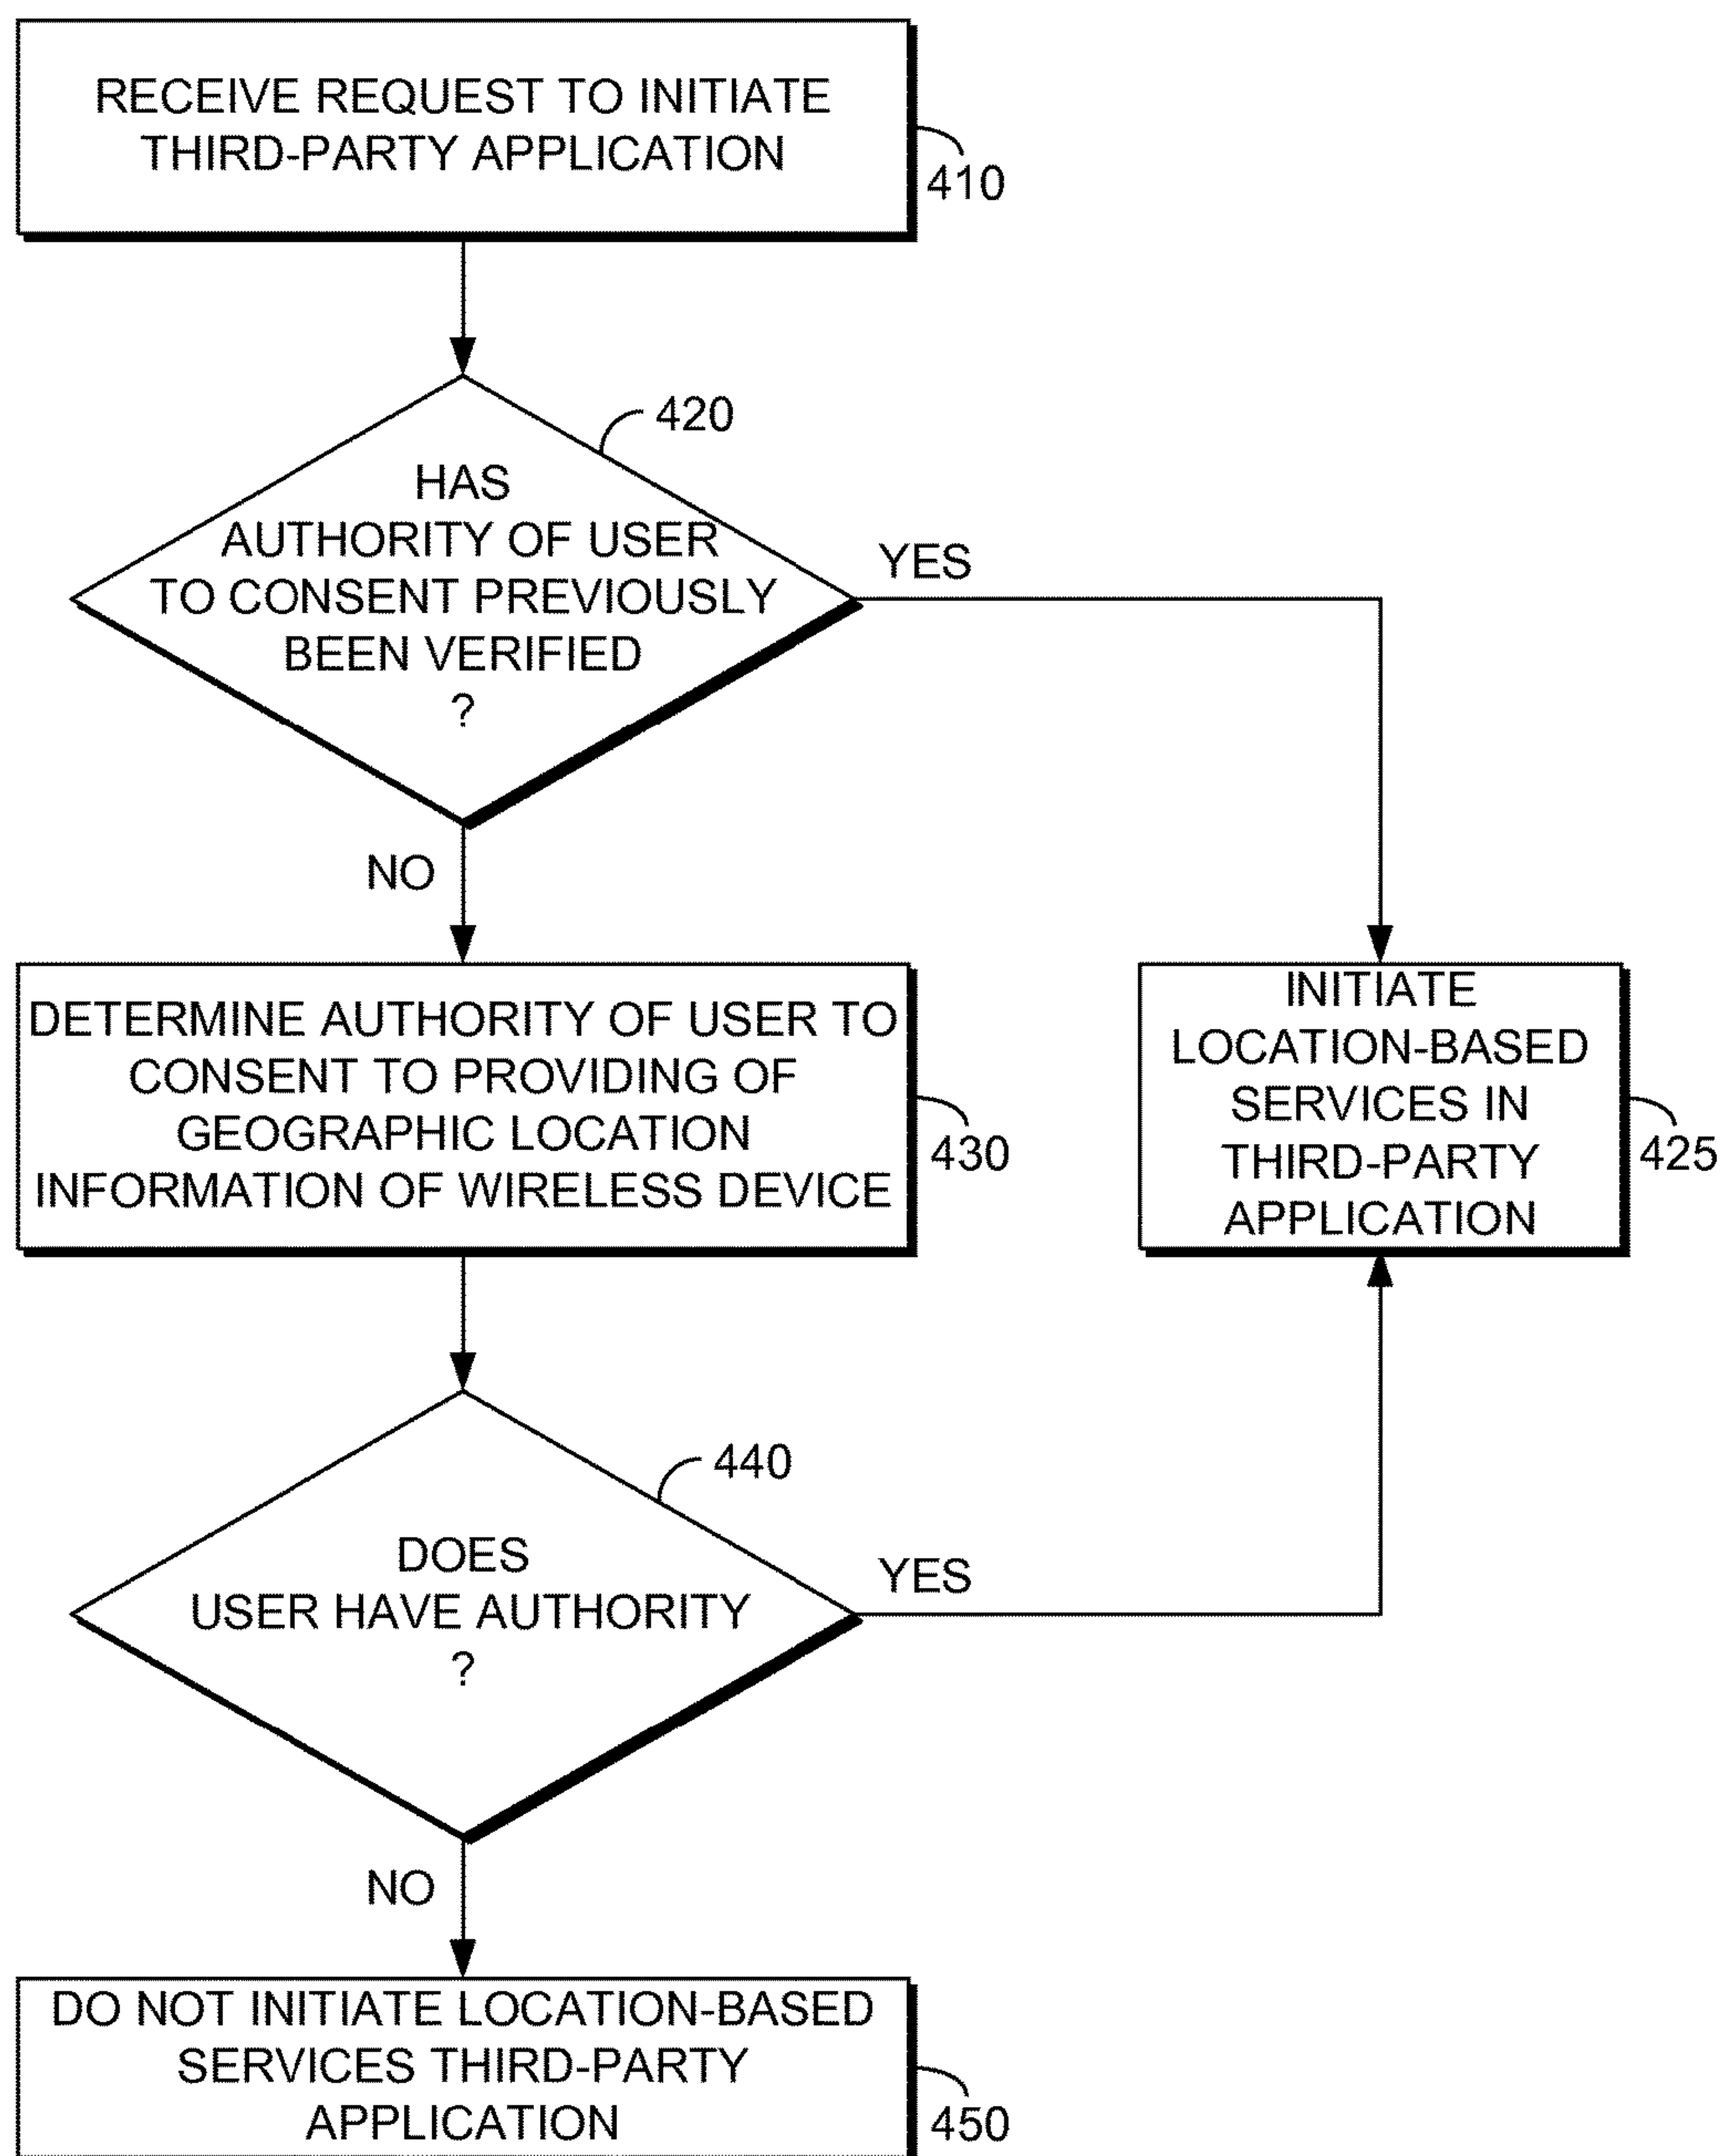 RECEIVE REQUEST TO INITIATE
THIRD-PARTY APPLICATION
410
420
HAS
AUTHORITY OF USER
TO CONSENT PREVIOUSLY
BEEN VERIFIED
?
YES
NO
DETERMINE AUTHORITY OF USER TO
CONSENT TO PROVIDING OF
GEOGRAPHIC LOCATION
INFORMATION OF WIRELESS DEVICE
430
INITIATE
LOCATION-BASED
SERVICES IN
THIRD-PARTY
APPLICATION
425
440
DOES
USER HAVE AUTHORITY
?
YES
NO
DO NOT INITIATE LOCATION-BASED
SERVICES THIRD-PARTY
APPLICATION
450